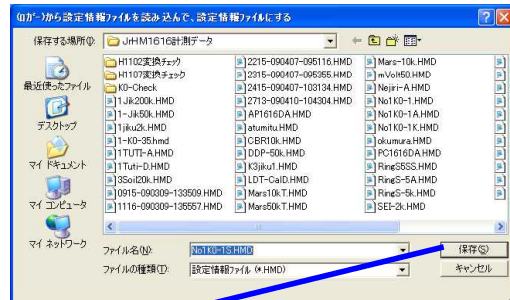 ﾛｶﾞｰから設定情報ﾌｧｲﾙを読み込んで、設定情報ﾌｧｲﾙにする
保存する場所(I):
JrHM1616計測データ
最近使ったファイル
デスクトップ
マイ ドキュメント
マイ コンピュータ
マイ ネットワーク
H1102変換ﾁｪｯｸ
H1107変換ﾁｪｯｸ
K0-Check
1Jik200k.HMD
1-Jik50k.HMD
1jiku2k.HMD
1-K0-35.hmd
1TUTI-A.HMD
1Tuti-D.HMD
3Soil20k.HMD
0915-090309-133509.HMD
1116-090309-135557.HMD
2215-090407-095116.HMD
2315-090407-095355.HMD
2415-090407-103134.HMD
2713-090410-104304.HMD
AP1616DA.HMD
atumitu.HMD
CBR10k.HMD
DDP-50k.HMD
K3jiku1.HMD
LDT-CalD.HMD
Mars10kT.HMD
Mars50kT.HMD
Mars-10k.HMD
mVolt50.HMD
Nejiri-A.HMD
No1K0-1.HMD
No1K0-1A.HMD
No1K0-1K.HMD
okumura.HMD
PC1616DA.HMD
RingS5SS.HMD
RingS-5A.HMD
RingS-5k.HMD
SEI-2k.HMD
ファイル名(N):
No1K0-1S.HMD
保存(S)
ファイルの種類(T):
設定情報ﾌｧｲﾙ (*.HMD)
キャンセル